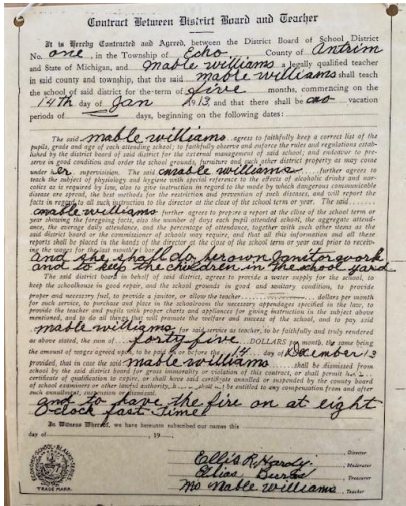 Contract Between District Board and Teacher
It is Hereby Contracted and Agreed, between the District Board of School District
No. one, in the Township of Echo County of Antrim
and State of Michigan, and Mable Williams a legally qualified teacher
in said county and township, that the said mable williams shall teach
the school of said district for the term of five months, commencing on the
14th day of Jan 1913, and that there shall be no vacation
periods of days, beginning on the following dates:
The said mable williams agrees to faithfully keep a correct list of the
pupils, grade and age of each attending school; to faithfully observe and enforce the rules and regulations estab-
lished by the district board of said district for the external management of said school; and endeavor to pre-
serve in good condition and order the school grounds, furniture and such other district property as may come
under her supervision. The said mable williams further agrees to
teach the subject of physiology and hygiene with special reference to the effects of alcoholic drinks and nar-
cotics as is required by law, also to give instruction in regard to the mode by which dangerous communicable
disease are spread, the best methods for the restriction and prevention of such diseases, and will report the
facts in regard to all such instruction to the director at the close of the school term or year. The said
mable williams further agrees to prepare a report at the close of the school term or
year showing the following facts, also the number of days each pupil attended school, the aggregate attend-
ance, the average daily attendance, and the percentage of attendance, together with such other items as the
said district board or the commissioner of schools may require, and that all this information and all these
reports shall be placed in the hands of the director at the close of the school term or year and prior to receiv-
ing the wages for the last month
and she shall do her own Janitor work
and to keep the children in the school yard
The said district board in behalf of said district agrees to provide a water supply for the school, to
keep the schoolhouse in good repair, and the school grounds in good and sanitary condition, to provide
proper and necessary fuel, to provide a janitor, or allow the teacher dollars per month
for such service, to purchase and place in the schoolroom the necessary appendages specified in the law, to
provide the teacher and pupils with proper charts and appliances for giving instruction in the subject above
mentioned, and to do all things that will promote the welfare and success of the school, and to pay said
mable williams, for said service as teacher, to be faithfully and truly rendered
as above stated, the sum of forty five DOLLARS per month, the same being
the amount of wages agreed upon, to be paid on or before the 14 day of December 13
provided, that in case the said mable williams shall be dismissed from
school by the said district board for gross immorality or violation of this contract, or shall permit
certificate of qualification to expire, or shall have said certificate annulled or suspended by the county board
of school examiners or other lawful authority, shall not be entitled to any compensation from and after
such annullment, suspension or dismissal.
and to have the fire on at eight
O'clock fast time
In Witness Whereof, we have hereunto subscribed our names this
day of 19
Ellis R. Hardy Director
Elias Moderator
Treasurer
Mable Williams Teacher
TRADE MARK